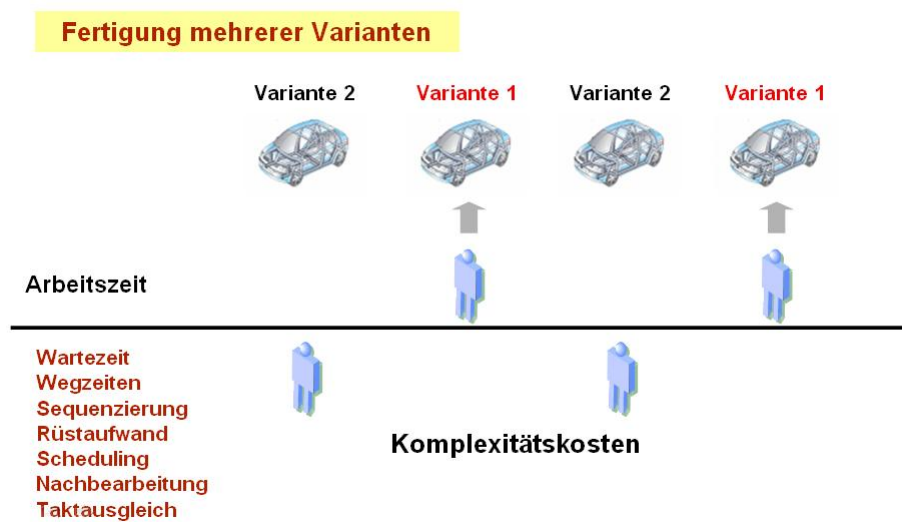 Fertigung mehrerer Varianten
Variante 2 Variante 1 Variante 2 Variante 1
Arbeitszeit
Wartezeit
Wegzeiten
Sequenzierung
Rüstaufwand
Komplexitätskosten
Scheduling
Nachbearbeitung
Taktausgleich